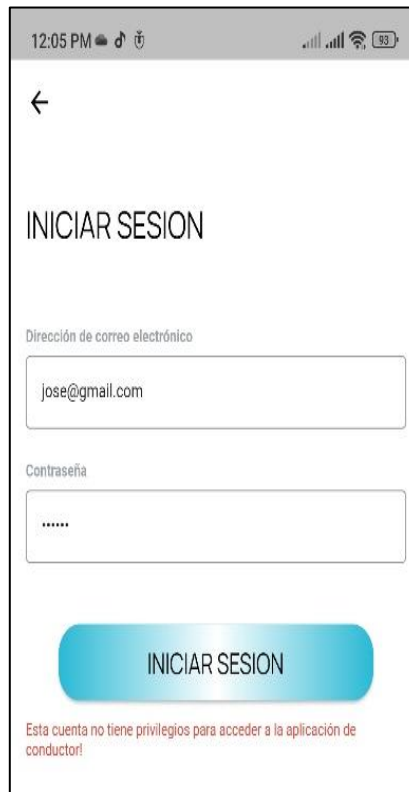 12:05 PM
93
INICIAR SESION
Dirección de correo electrónico
jose@gmail.com
Contraseña
••••••
INICIAR SESION
Esta cuenta no tiene privilegios para acceder a la aplicación de
conductor!